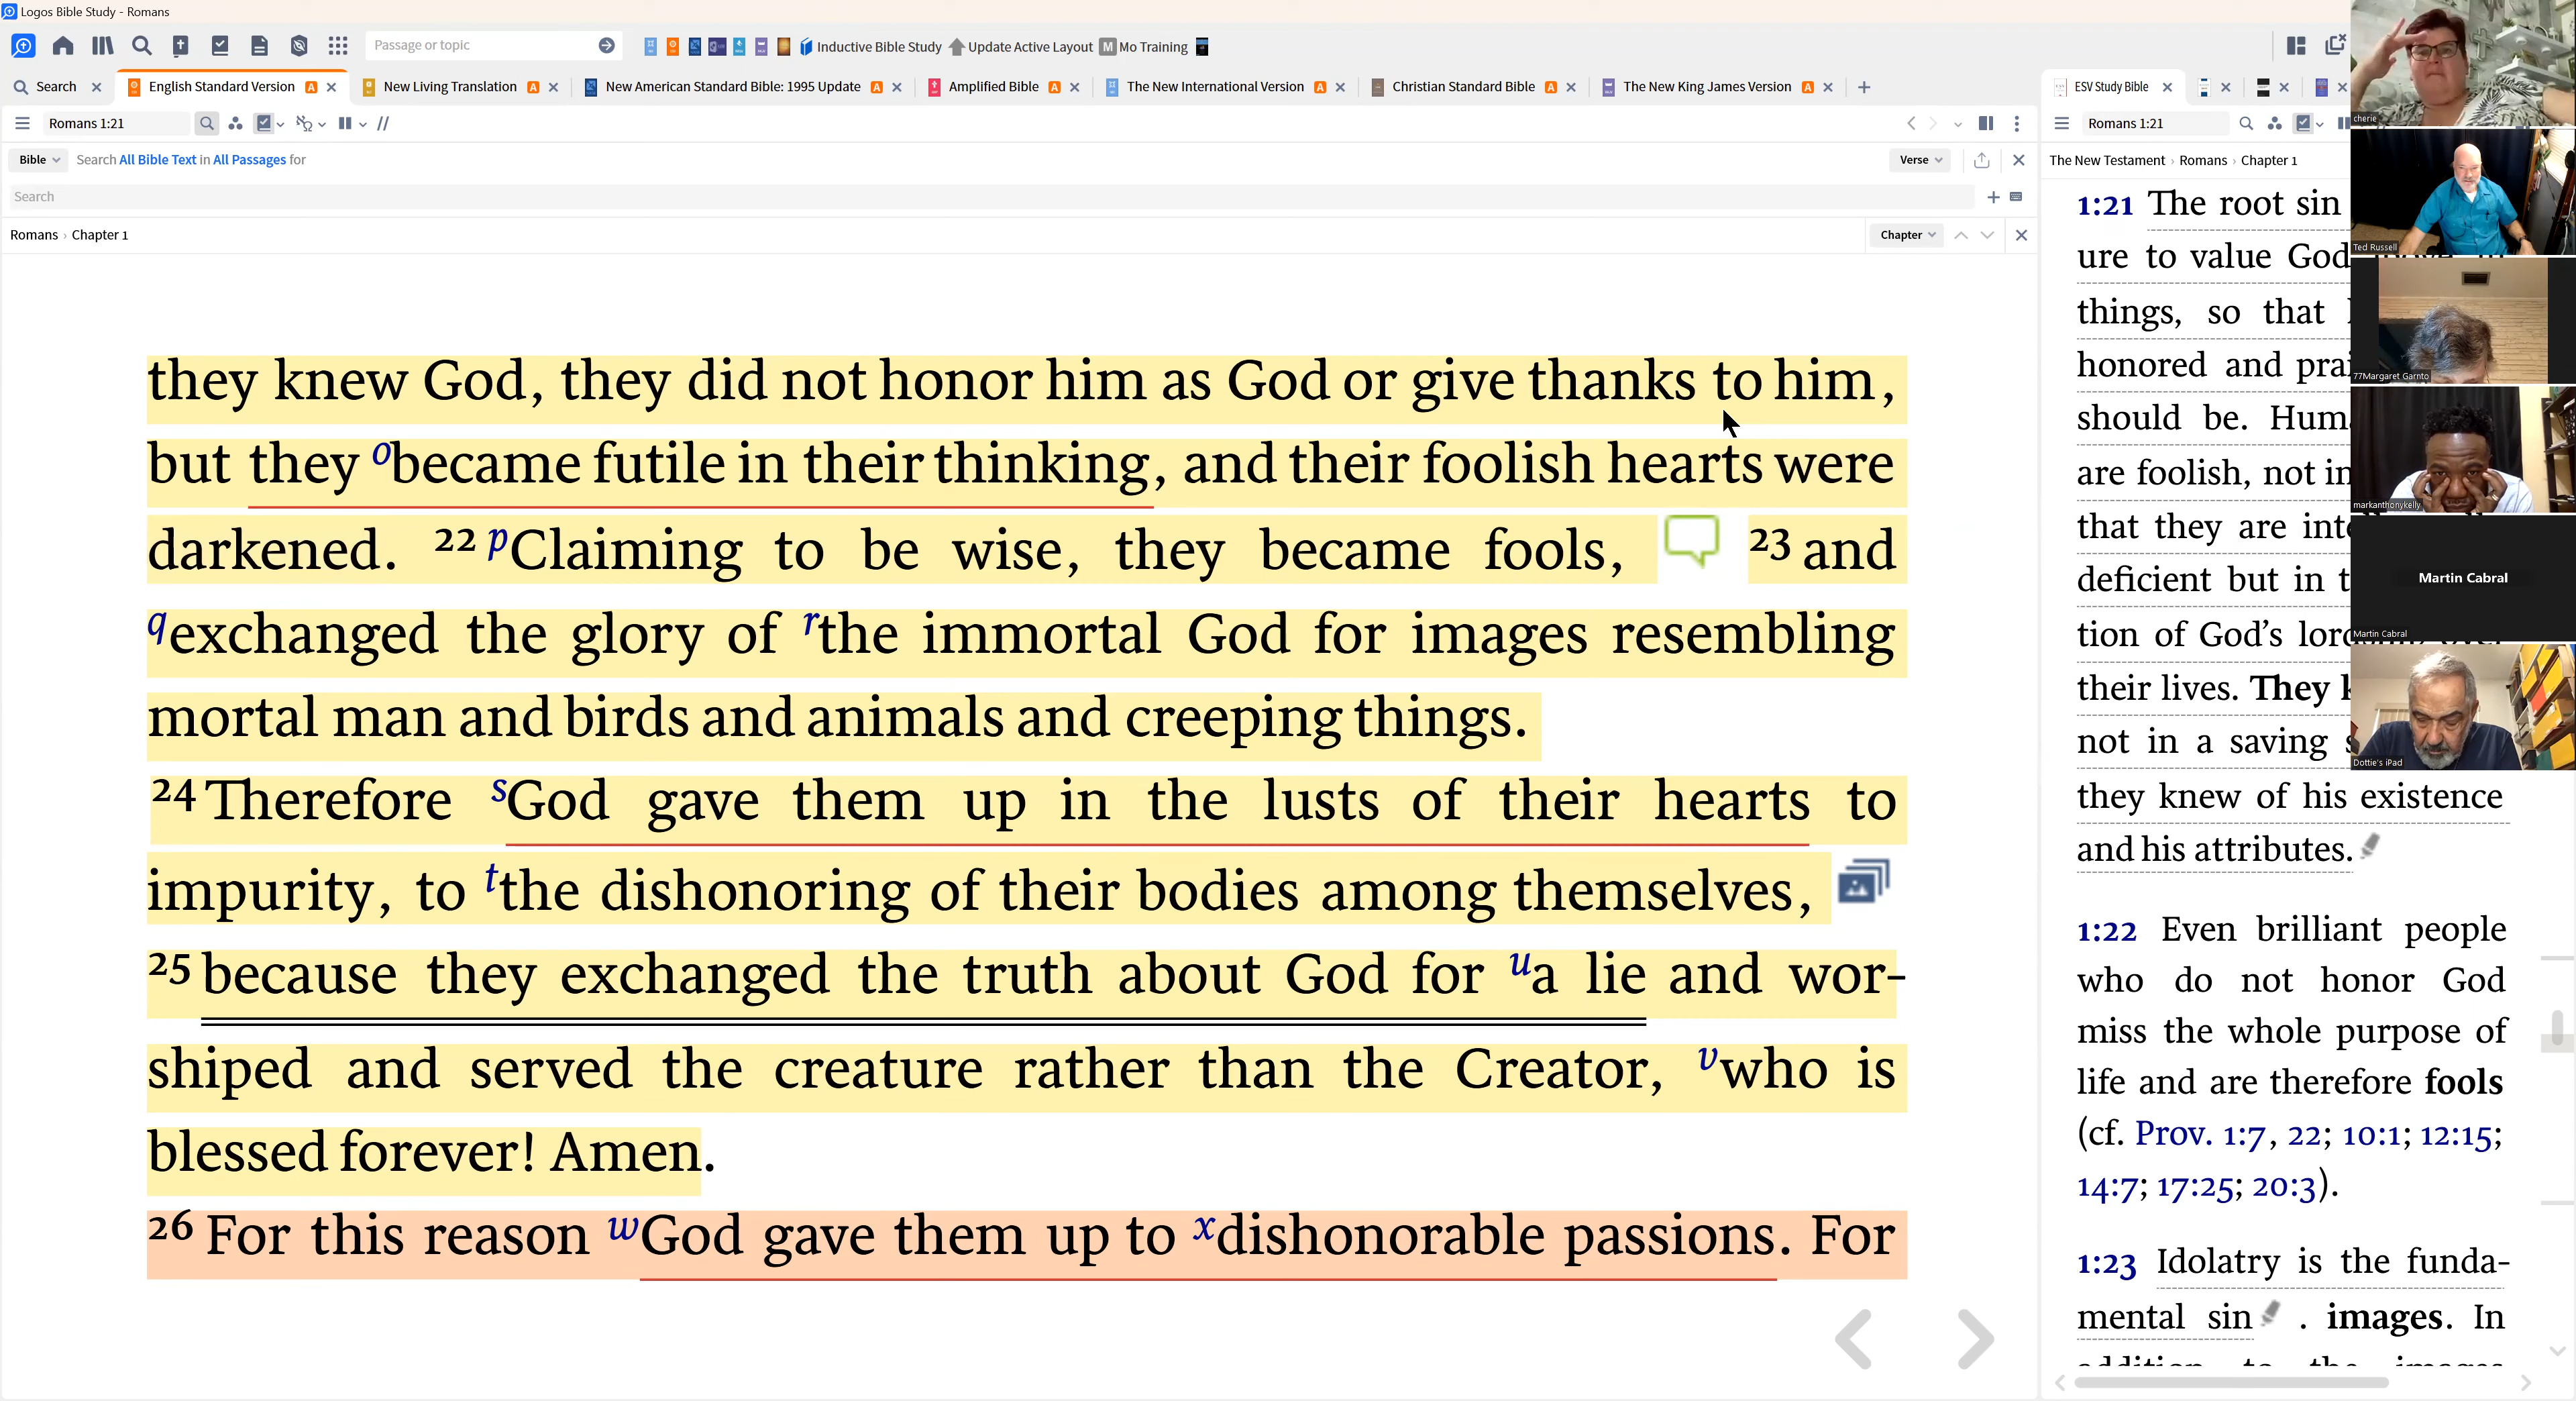 Logos Bible Study - Romans
Passage or topic
Inductive Bible Study Update Active Layout M Mo Training
Search
English Standard Version A
New Living Translation A
New American Standard Bible: 1995 Update A
Amplified Bible A
The New International Version A
Christian Standard Bible A
The New King James Version A
Romans 1:21
Bible Search All Bible Text in All Passages for
Verse
Search
Romans › Chapter 1
Chapter
they knew God, they did not honor him as God or give thanks to him,
but they obecame futile in their thinking, and their foolish hearts were
darkened. 22 pClaiming to be wise, they became fools, 23 and
qexchanged the glory of rthe immortal God for images resembling
mortal man and birds and animals and creeping things.
24 Therefore sGod gave them up in the lusts of their hearts to
impurity, to tthe dishonoring of their bodies among themselves,
25 because they exchanged the truth about God for ua lie and wor-
shiped and served the creature rather than the Creator, vwho is
blessed forever! Amen.
26 For this reason wGod gave them up to xdishonorable passions. For
ESV Study Bible
Romans 1:21
The New Testament › Romans › Chapter 1
1:21 The root sin
ure to value God
things, so that
honored and prai
should be. Hum
are foolish, not in
that they are inte
deficient but in t
tion of God's lor
their lives. They k
not in a saving s
they knew of his existence
and his attributes.
1:22 Even brilliant people
who do not honor God
miss the whole purpose of
life and are therefore fools
(cf. Prov. 1:7, 22; 10:1; 12:15;
14:7; 17:25; 20:3).
1:23 Idolatry is the funda-
mental sin . images. In
cherie
Ted Russell
77Margaret Garnto
markanthonykelly
Martin Cabral
Martin Cabral
Dottie's iPad